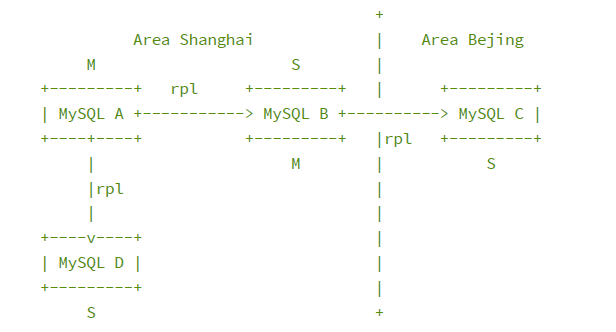 Area Shanghai | Area Bejing
M S
rpl
MySQL A MySQL B MySQL C
rpl
M S
rpl
MySQL D
S